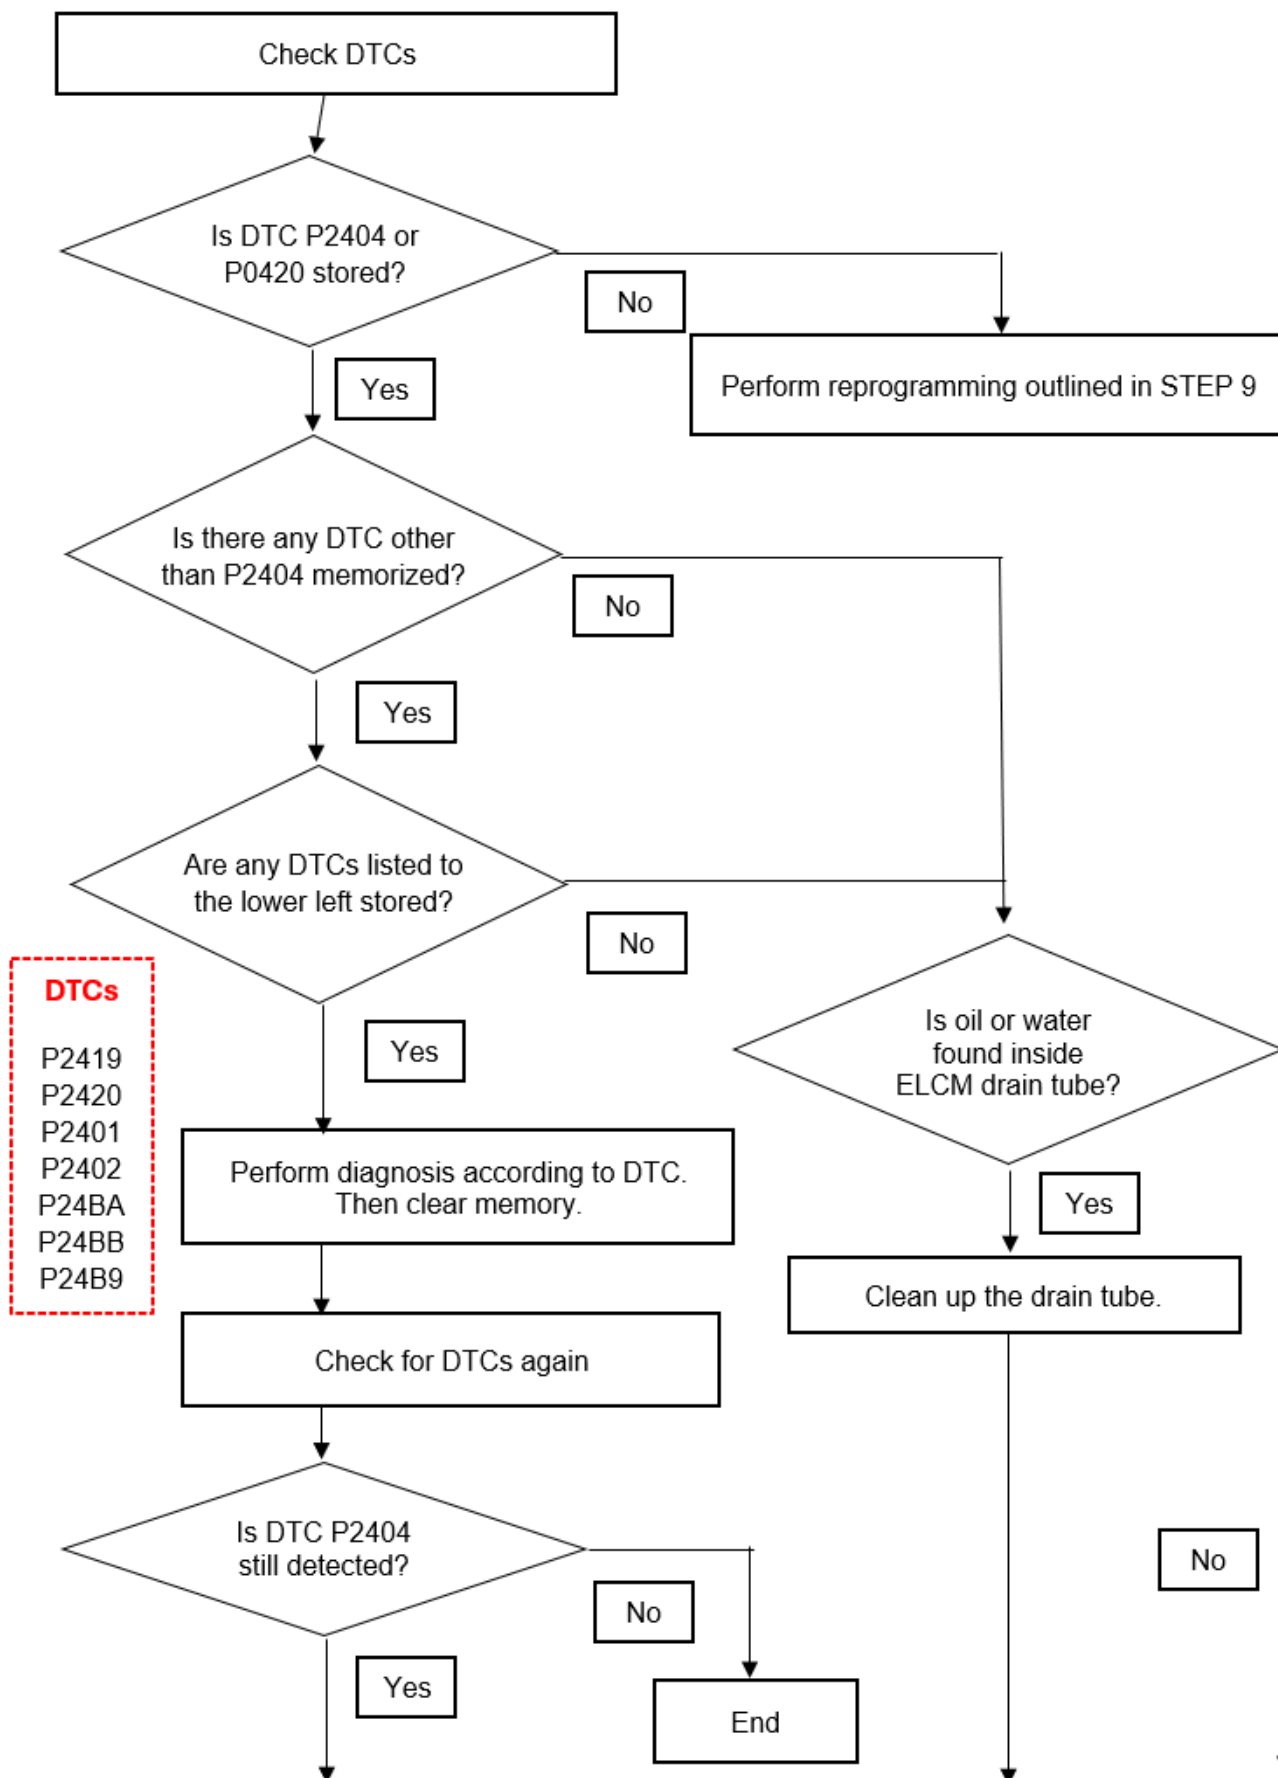 Check DTCs
Is DTC P2404 or
P0420 stored?
No
Perform reprogramming outlined in STEP 9
Yes
Is there any DTC other
than P2404 memorized?
No
Yes
Are any DTCs listed to
the lower left stored?
No
DTCs
P2419
P2420
P2401
P2402
P24BA
P24BB
P24B9
Yes
Is oil or water
found inside
ELCM drain tube?
Perform diagnosis according to DTC.
Then clear memory.
Yes
Clean up the drain tube.
Check for DTCs again
Is DTC P2404
still detected?
No
No
Yes
End